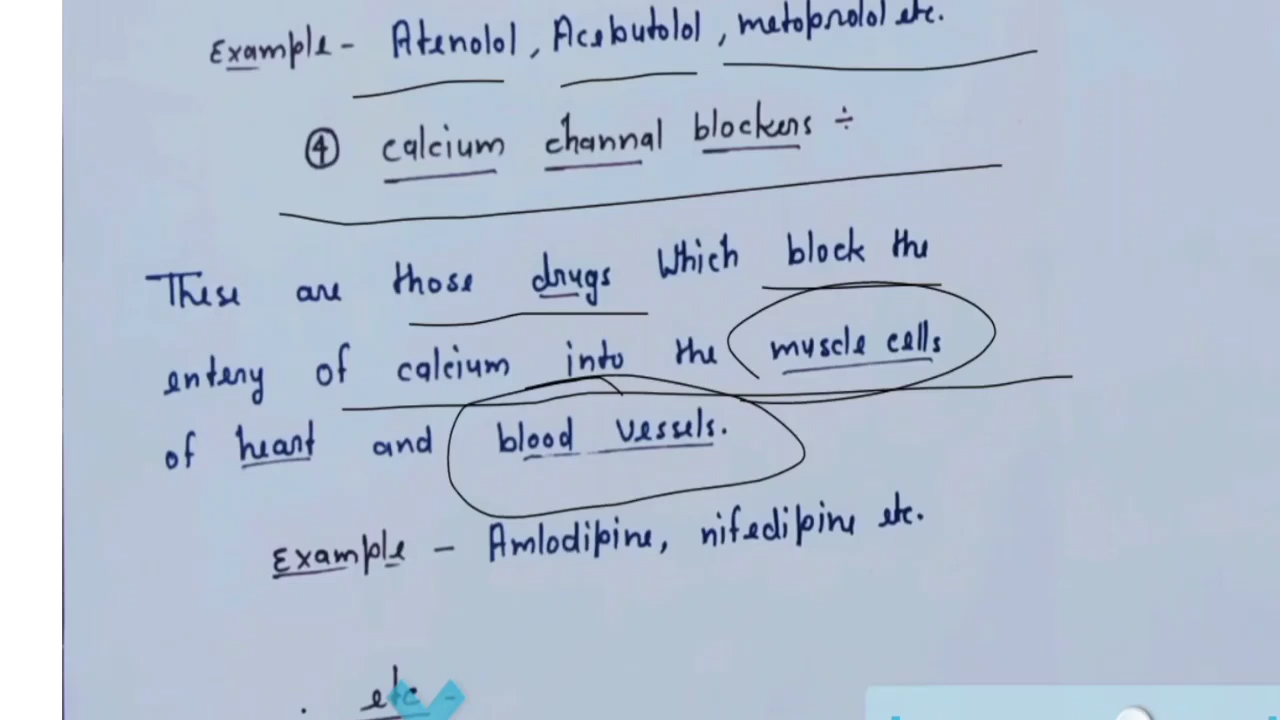 Example - Atenolol, Acebutolol, metoprolol etc.
④ calcium channal blockers ÷
These are those drugs which block the
entery of calcium into the muscle cells
of heart and blood vessels.
Example - Amlodipine, nifedipine etc.
etc -